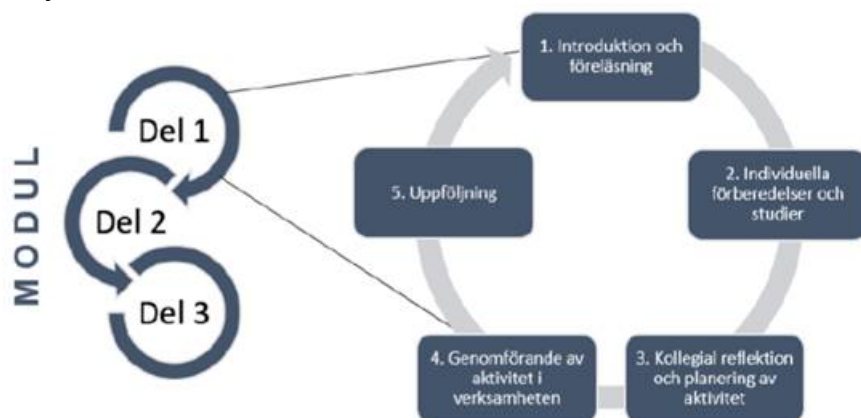 MODUL
Del 1
Del 2
Del 3
1. Introduktion och
föreläsning
2. Individuella
förberedelser och
studier
3. Kollegial reflektion
och planering av
aktivitet
4. Genomförande av
aktivitet i
verksamheten
5. Uppföljning